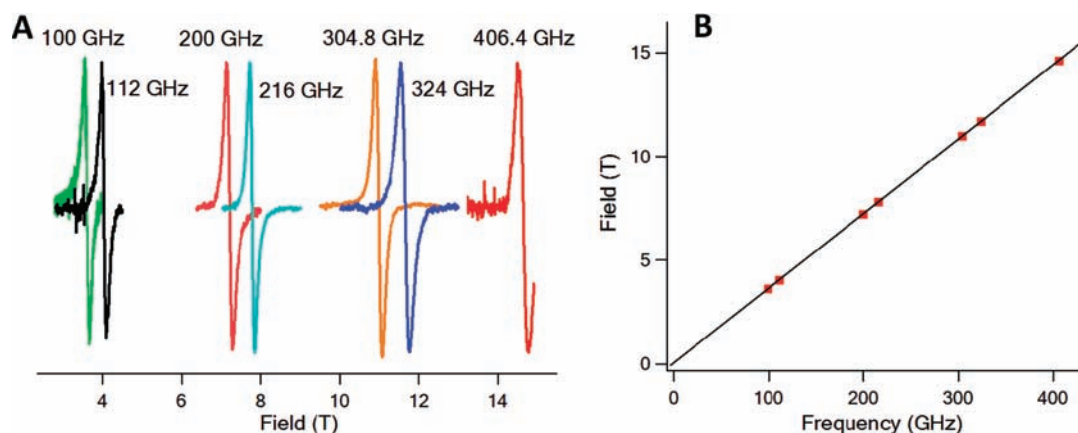 A
100 GHz
200 GHz
304.8 GHz
406.4 GHz
112 GHz
216 GHz
324 GHz
4
6
8
10
12
14
Field (T)
B
15
10
5
0
Field (T)
0
100
200
300
400
Frequency (GHz)